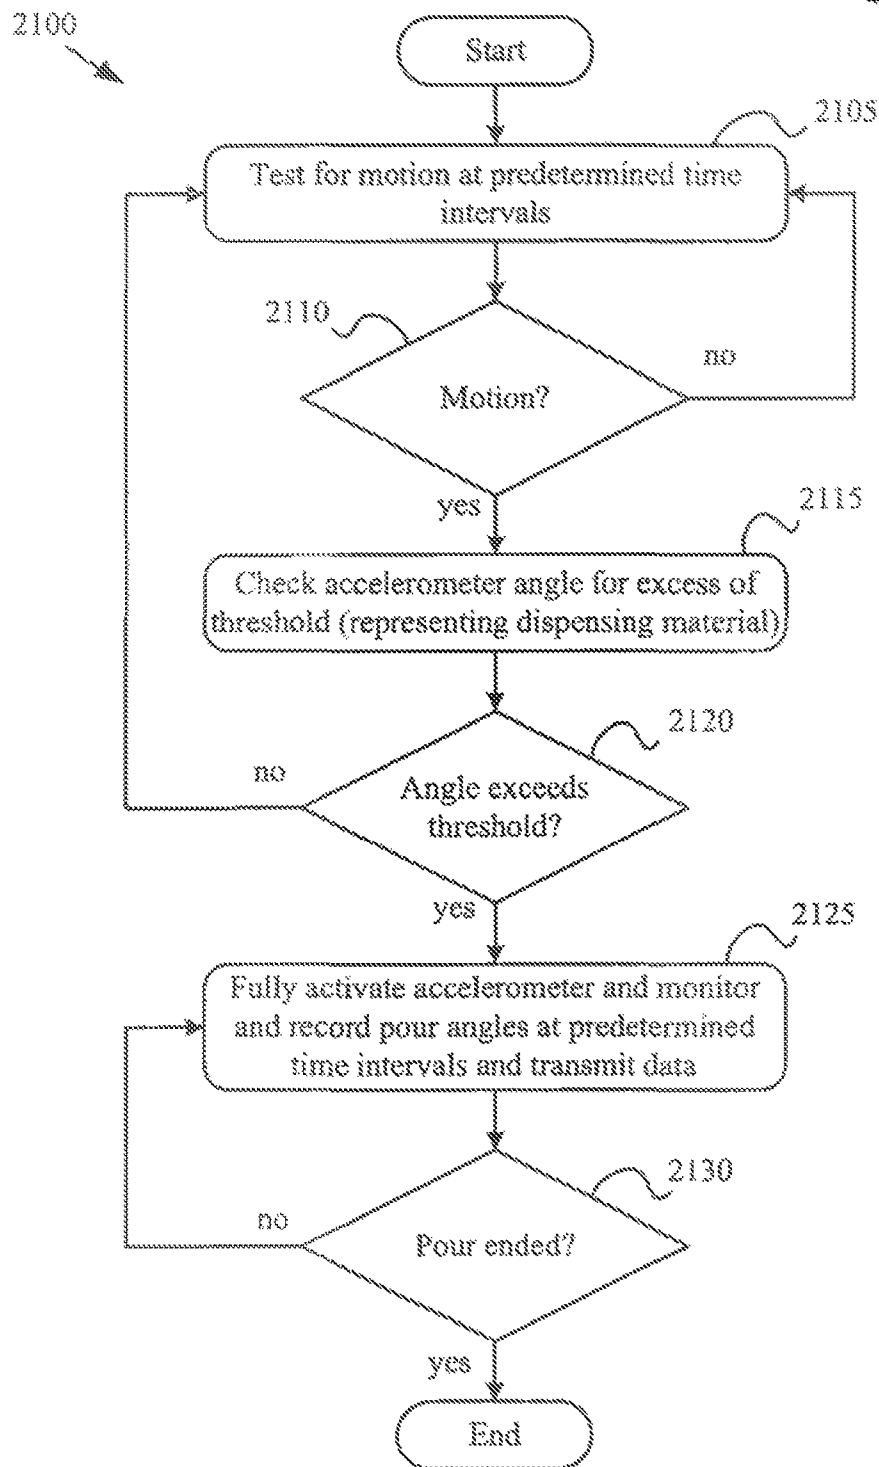 2100
Start
2105
Test for motion at predetermined time
intervals
2110
Motion?
no
yes
2115
Check accelerometer angle for excess of
threshold (representing dispensing material)
2120
Angle exceeds
threshold?
no
yes
2125
Fully activate accelerometer and monitor
and record pour angles at predetermined
time intervals and transmit data
2130
Pour ended?
no
yes
End